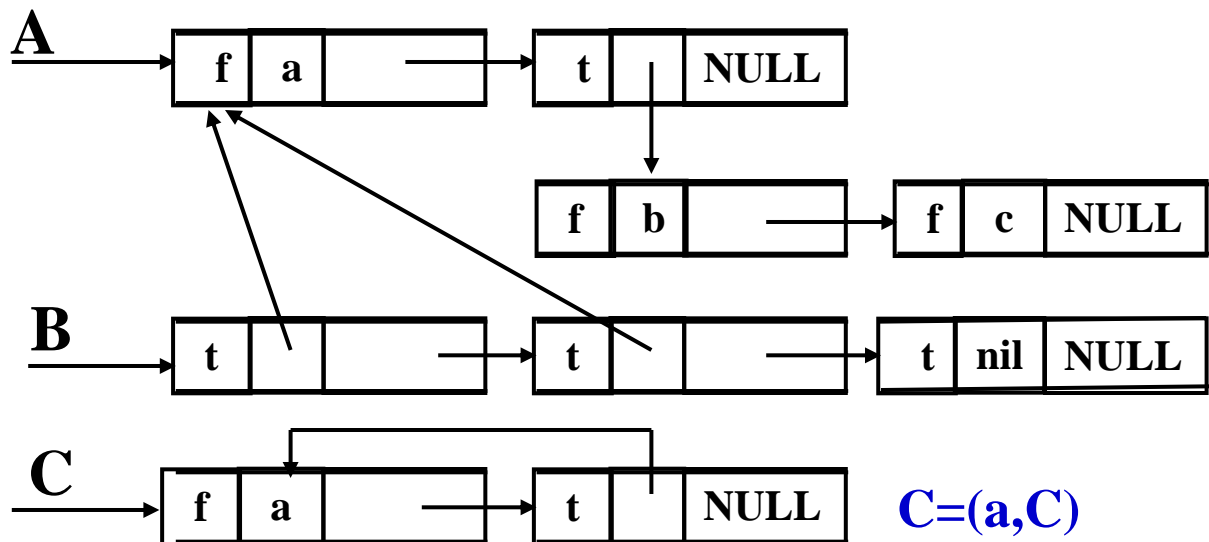 A
f a t NULL
f b f c NULL
B
t t t nil NULL
C
f a t NULL
C=(a,C)